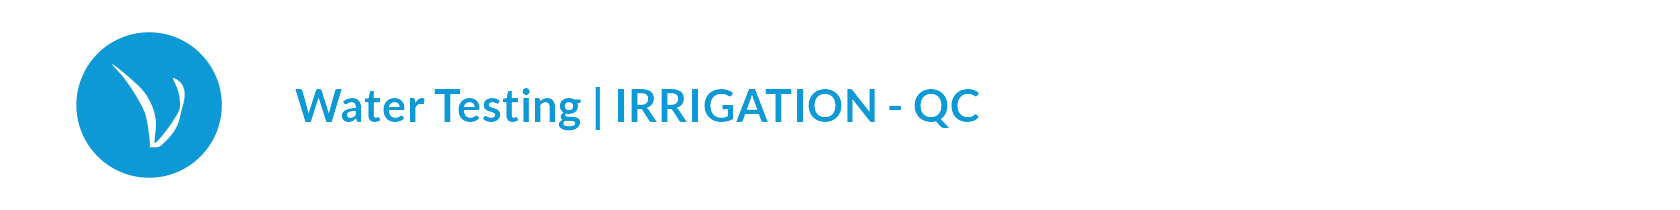 Water Testing | IRRIGATION - QC